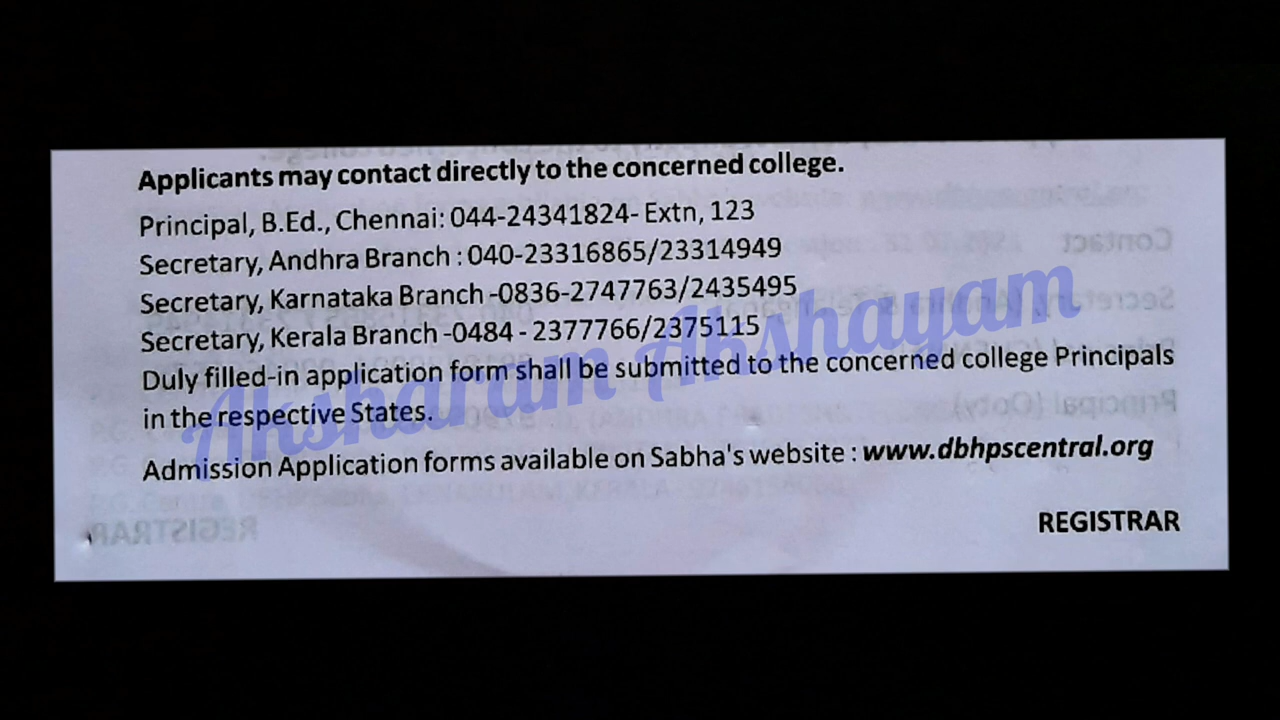 Applicants may contact directly to the concerned college.
Principal, B.Ed., Chennai: 044-24341824- Extn, 123
Secretary, Andhra Branch : 040-23316865/23314949
Secretary, Karnataka Branch -0836-2747763/2435495
Secretary, Kerala Branch -0484 - 2377766/2375115
Duly filled-in application form shall be submitted to the concerned college Principals
in the respective States.
Admission Application forms available on Sabha's website : www.dbhpscentral.org
REGISTRAR
Aksharam Akshayam